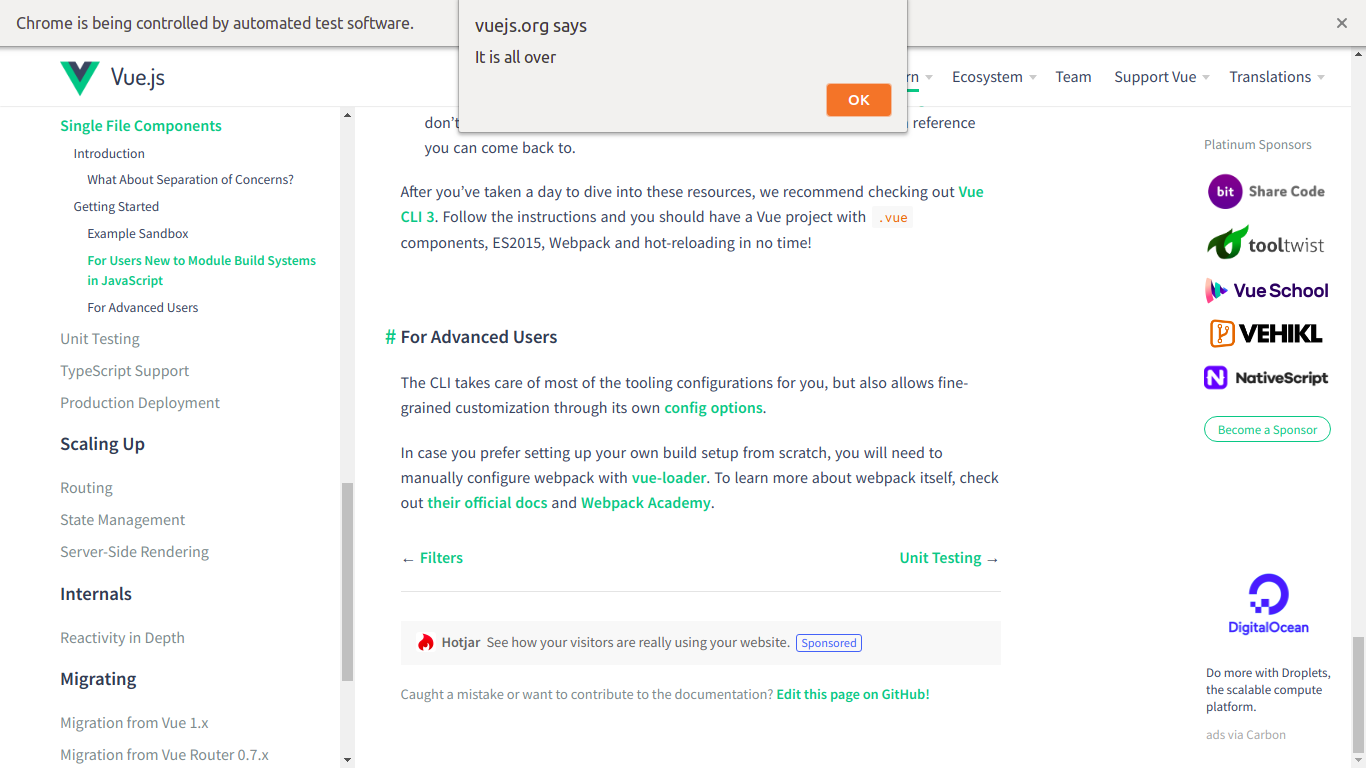 Chrome is being controlled by automated test software.
vuejs.org says
It is all over
OK
Vue.js
Ecosystem
Team
Support Vue
Translations
Single File Components
Introduction
What About Separation of Concerns?
Getting Started
Example Sandbox
For Users New to Module Build Systems
in JavaScript
For Advanced Users
Unit Testing
TypeScript Support
Production Deployment
Scaling Up
Routing
State Management
Server-Side Rendering
Internals
Reactivity in Depth
Migrating
Migration from Vue 1.x
Migration from Vue Router 0.7.x
don't reference
you can come back to.
After you've taken a day to dive into these resources, we recommend checking out Vue
CLI 3. Follow the instructions and you should have a Vue project with .vue
components, ES2015, Webpack and hot-reloading in no time!
# For Advanced Users
The CLI takes care of most of the tooling configurations for you, but also allows fine-
grained customization through its own config options.
In case you prefer setting up your own build setup from scratch, you will need to
manually configure webpack with vue-loader. To learn more about webpack itself, check
out their official docs and Webpack Academy.
← Filters
Unit Testing →
Hotjar See how your visitors are really using your website. Sponsored
Caught a mistake or want to contribute to the documentation? Edit this page on GitHub!
Platinum Sponsors
bit Share Code
tooltwist
Vue School
VEHIKL
NativeScript
Become a Sponsor
DigitalOcean
Do more with Droplets,
the scalable compute
platform.
ads via Carbon